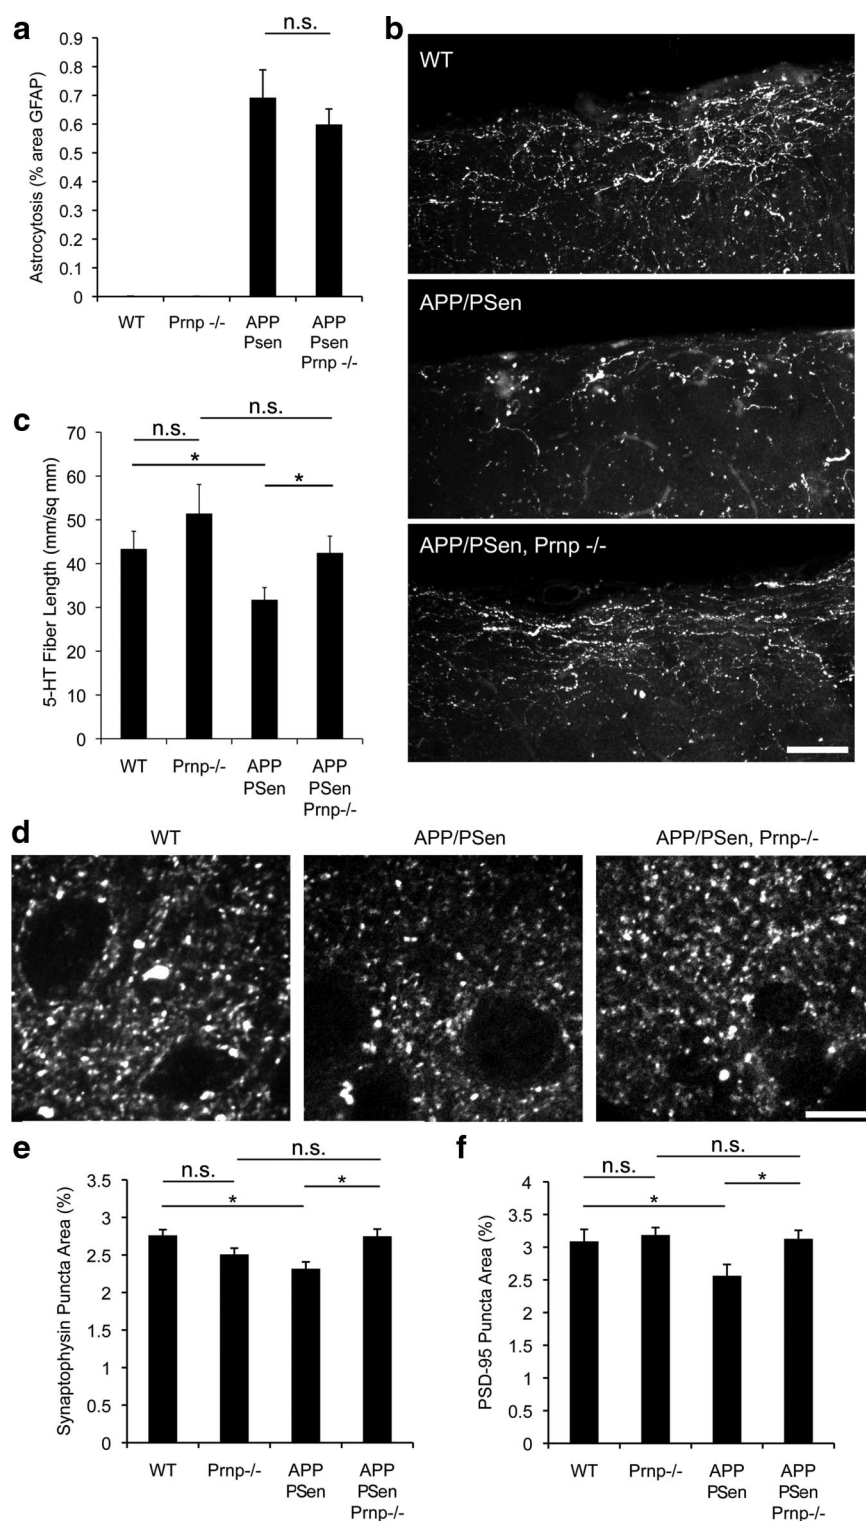 a
n.s.
Astrocytosis (% area GFAP)
0.9
0.8
0.7
0.6
0.5
0.4
0.3
0.2
0.1
0
WT
Prnp -/-
APP
Psen
APP
Psen
Prnp -/-
b
WT
APP/PSen
APP/PSen, Prnp -/-
c
n.s.
n.s.
*
*
5-HT Fiber Length (mm/sq mm)
70
60
50
40
30
20
10
0
WT
Prnp-/-
APP
PSen
APP
PSen
Prnp-/-
d
WT
APP/PSen
APP/PSen, Prnp-/-
e
n.s.
n.s.
*
*
Synaptophysin Puncta Area (%)
3.5
3
2.5
2
1.5
1
0.5
0
WT
Prnp-/-
APP
PSen
APP
PSen
Prnp-/-
f
n.s.
n.s.
*
*
PSD-95 Puncta Area (%)
4
3.5
3
2.5
2
1.5
1
0.5
0
WT
Prnp-/-
APP
PSen
APP
PSen
Prnp-/-